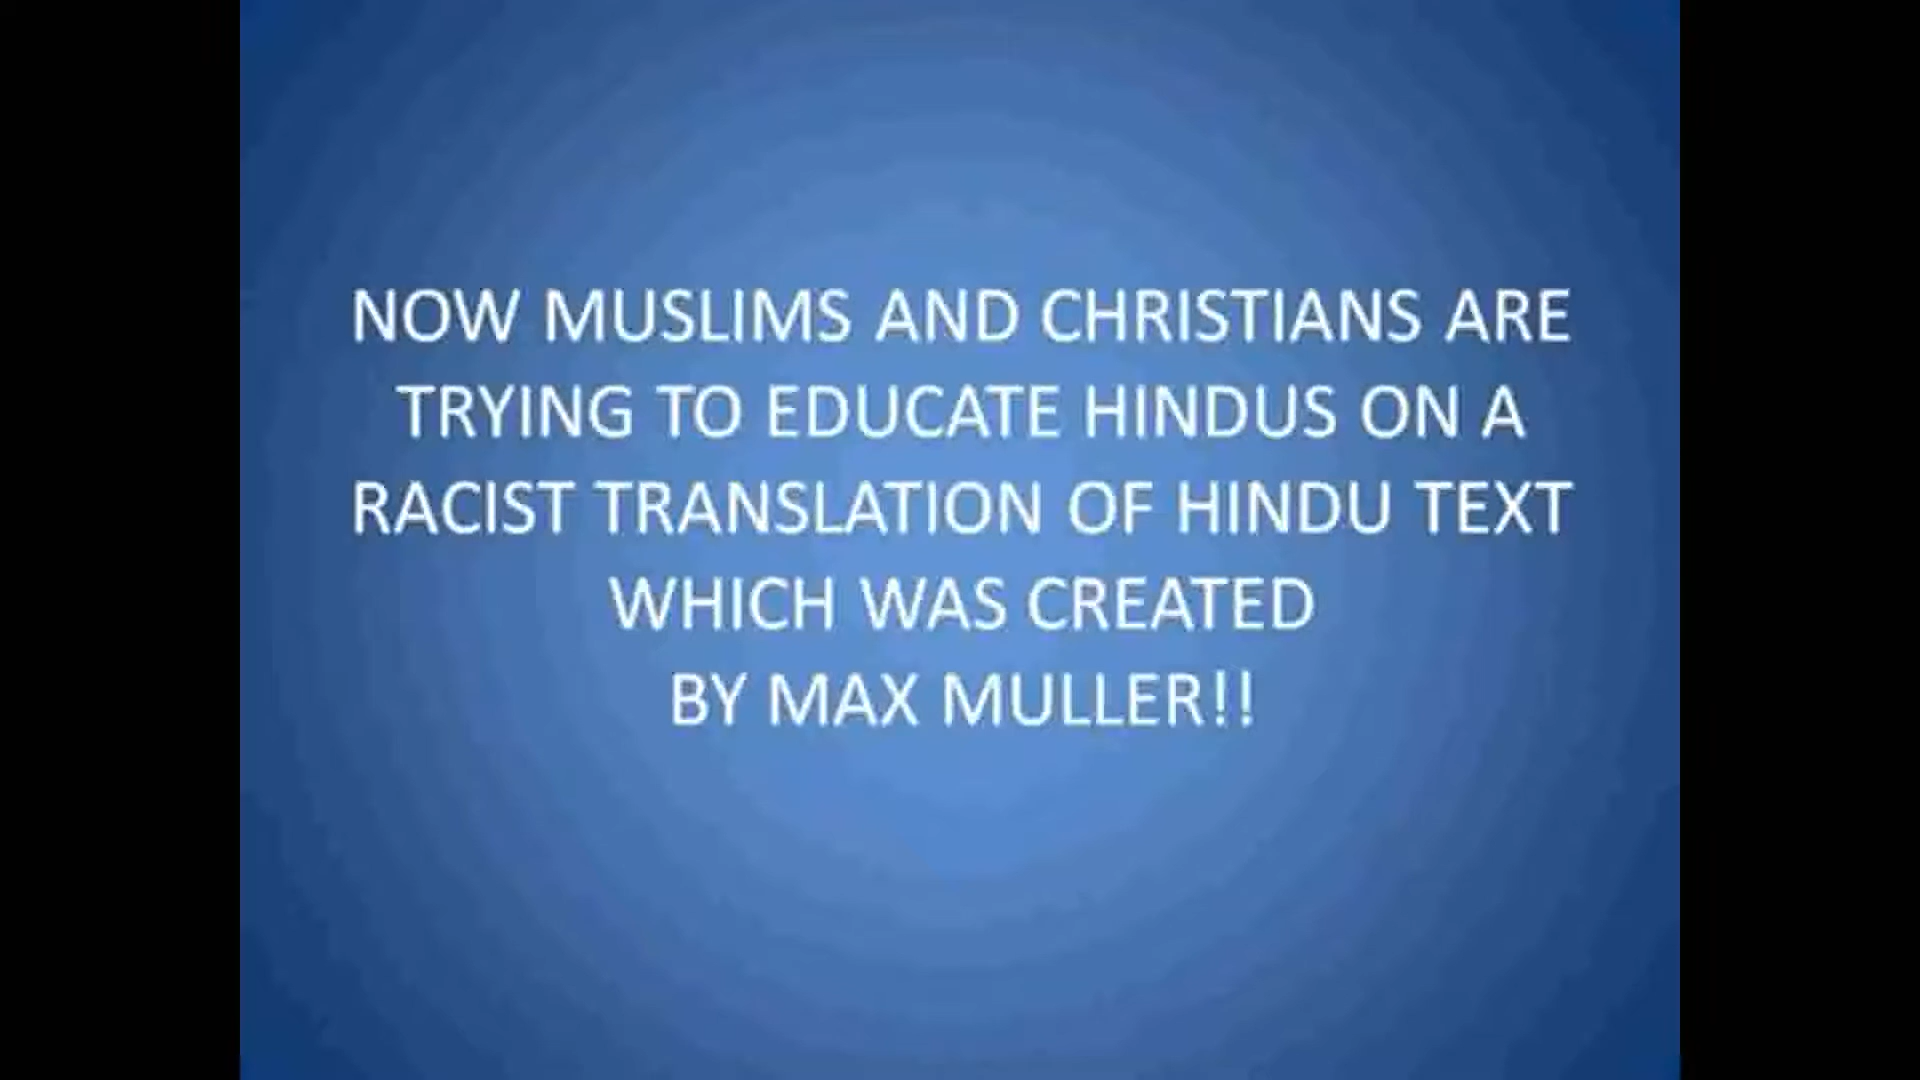 NOW MUSLIMS AND CHRISTIANS ARE
TRYING TO EDUCATE HINDUS ON A
RACIST TRANSLATION OF HINDU TEXT
WHICH WAS CREATED
BY MAX MULLER!!